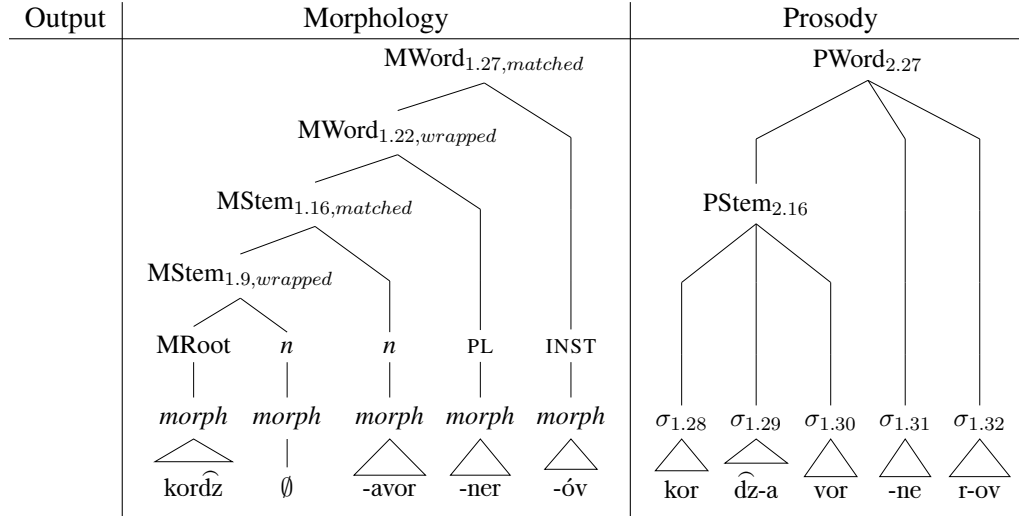 Output Morphology Prosody
MWord1.27,matched PWord2.27
MWord1.22,wrapped
MStem1.16,matched PStem2.16
MStem1.9,wrapped
MRoot n n PL INST
morph morph morph morph morph σ1.28 σ1.29 σ1.30 σ1.31 σ1.32
kord͡z ∅ -avor -ner -óv kor d͡z-a vor -ne r-ov